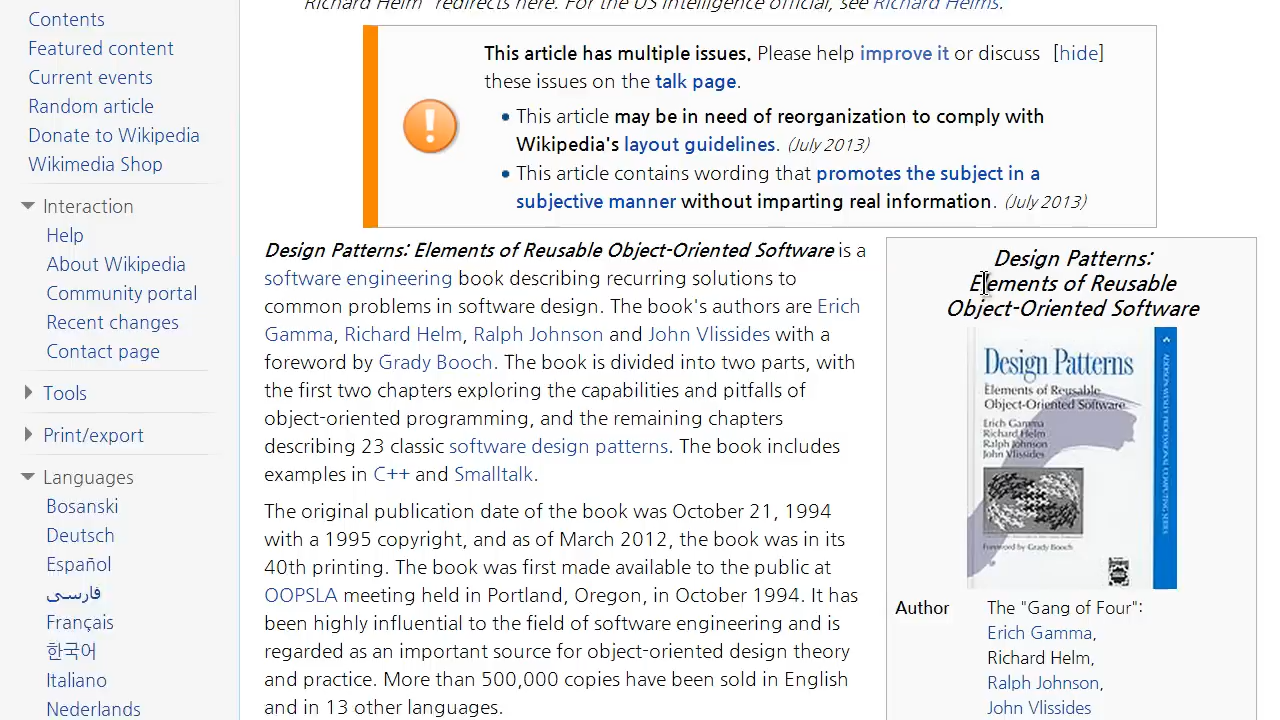 "Richard Helm" redirects here. For the US intelligence official, see Richard Helms.
Contents
Featured content
Current events
Random article
Donate to Wikipedia
Wikimedia Shop
Interaction
Help
About Wikipedia
Community portal
Recent changes
Contact page
Tools
Print/export
Languages
Bosanski
Deutsch
Español
فارسی
Français
한국어
Italiano
Nederlands
This article has multiple issues. Please help improve it or discuss [hide]
these issues on the talk page.
• This article may be in need of reorganization to comply with
Wikipedia's layout guidelines. (July 2013)
• This article contains wording that promotes the subject in a
subjective manner without imparting real information. (July 2013)
Design Patterns: Elements of Reusable Object-Oriented Software is a
software engineering book describing recurring solutions to
common problems in software design. The book's authors are Erich
Gamma, Richard Helm, Ralph Johnson and John Vlissides with a
foreword by Grady Booch. The book is divided into two parts, with
the first two chapters exploring the capabilities and pitfalls of
object-oriented programming, and the remaining chapters
describing 23 classic software design patterns. The book includes
examples in C++ and Smalltalk.
The original publication date of the book was October 21, 1994
with a 1995 copyright, and as of March 2012, the book was in its
40th printing. The book was first made available to the public at
OOPSLA meeting held in Portland, Oregon, in October 1994. It has
been highly influential to the field of software engineering and is
regarded as an important source for object-oriented design theory
and practice. More than 500,000 copies have been sold in English
and in 13 other languages.
Design Patterns:
Elements of Reusable
Object-Oriented Software
Design Patterns
Elements of Reusable
Object-Oriented Software
Erich Gamma
Richard Helm
Ralph Johnson
John Vlissides
Foreword by Grady Booch
ADDISON-WESLEY PROFESSIONAL COMPUTING SERIES
Author The "Gang of Four":
Erich Gamma,
Richard Helm,
Ralph Johnson,
John Vlissides